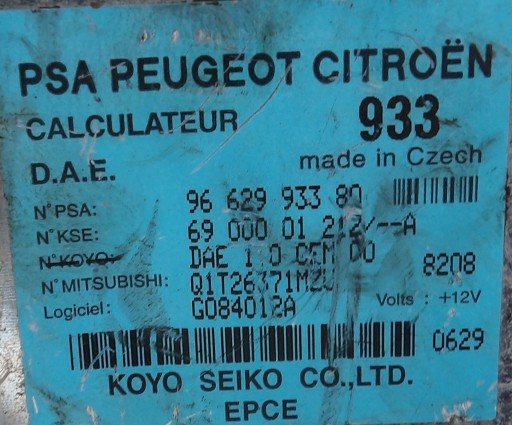 PSA PEUGEOT CITROËN
CALCULATEUR 933
D.A.E. made in Czech
N°PSA: 96 629 933 80
N°KSE: 69 000 01 212/--A
N°KOYO: DAE 1 0 CEM 00
N°MITSUBISHI: Q1T26371M2 8208
Logiciel: G084012A Volts : +12V
0629
KOYO SEIKO CO.,LTD.
EPCE